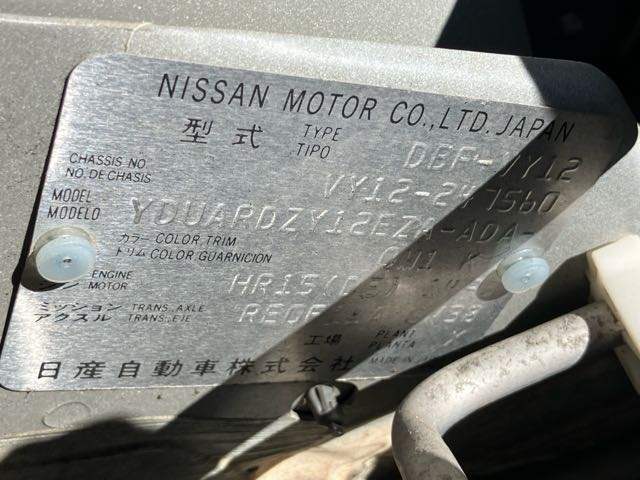 NISSAN MOTOR CO.,LTD. JAPAN
型式 TYPE TIPO DBF-VY12
CHASSIS NO NO. DE CHASIS VY12-247560
MODEL MODELO YDUARDZY12EZA-ADA--
カラー COLOR, TRIM
トリム COLOR, GUARNICION K
ENGINE MOTOR HR15(DE)
ミッション TRANS., AXLE
アクスル TRANS., EJE
工場 PLANT PLANTA
日産自動車株式会社 MADE IN